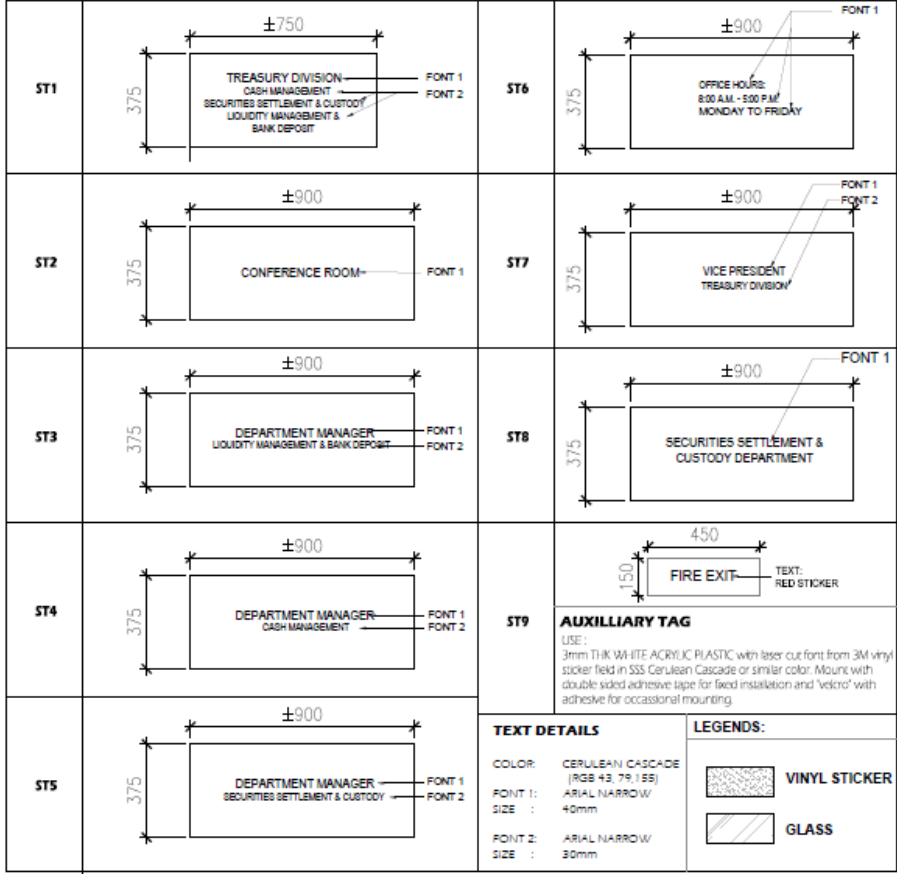 ST1
±750
375
TREASURY DIVISION
CASH MANAGEMENT
SECURITIES SETTLEMENT & CUSTODY
LIQUIDITY MANAGEMENT &
BANK DEPOSIT
FONT 1
FONT 2
ST2
±900
375
CONFERENCE ROOM
FONT 1
ST3
±900
375
DEPARTMENT MANAGER
LIQUIDITY MANAGEMENT & BANK DEPOSIT
FONT 1
FONT 2
ST4
±900
375
DEPARTMENT MANAGER
CASH MANAGEMENT
FONT 1
FONT 2
ST5
±900
375
DEPARTMENT MANAGER
SECURITIES SETTLEMENT & CUSTODY
FONT 1
FONT 2
ST6
FONT 1
±900
375
OFFICE HOURS:
8:00 A.M. - 5:00 P.M.
MONDAY TO FRIDAY
ST7
FONT 1
FONT 2
±900
375
VICE PRESIDENT
TREASURY DIVISION
ST8
FONT 1
±900
375
SECURITIES SETTLEMENT &
CUSTODY DEPARTMENT
ST9
450
150
FIRE EXIT
TEXT:
RED STICKER
AUXILLIARY TAG
USE :
3mm THK WHITE ACRYLIC PLASTIC with laser cut font from 3M vinyl
sticker field in SSS Cerulean Cascade or similar color. Mount with
double sided adhesive tape for fixed installation and "velcro" with
adhesive for occassional mounting.
TEXT DETAILS
COLOR: CERULEAN CASCADE
(RGB 43, 79,155)
FONT 1: ARIAL NARROW
SIZE : 40mm
FONT 2: ARIAL NARROW
SIZE : 30mm
LEGENDS:
VINYL STICKER
GLASS